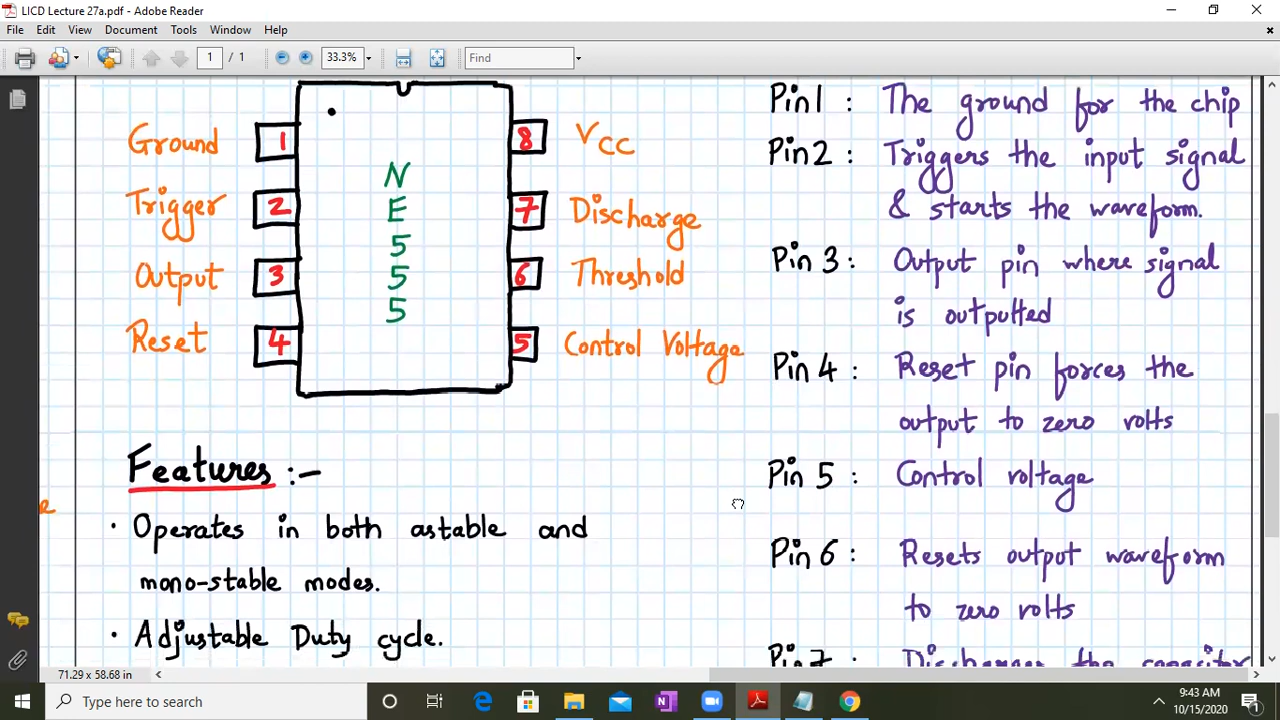 LICD Lecture 27a.pdf - Adobe Reader
File Edit View Document Tools Window Help
1 / 1 33.3% Find
Ground 1
Trigger 2
Output 3
Reset 4
N
E
5
5
5
8 VCC
7 Discharge
6 Threshold
5 Control Voltage
Features :-
e
· Operates in both astable and
mono-stable modes.
· Adjustable Duty cycle.
Pin1 : The ground for the chip
Pin2 : Triggers the input signal
& starts the waveform.
Pin 3 : Output pin where signal
is outputted
Pin 4 : Reset pin forces the
output to zero volts
Pin 5 : Control voltage
Pin 6 : Resets output waveform
to zero volts
Pin 7 : Discharges the capacitor
71.29 x 58.68 in
Type here to search
9:43 AM
10/15/2020